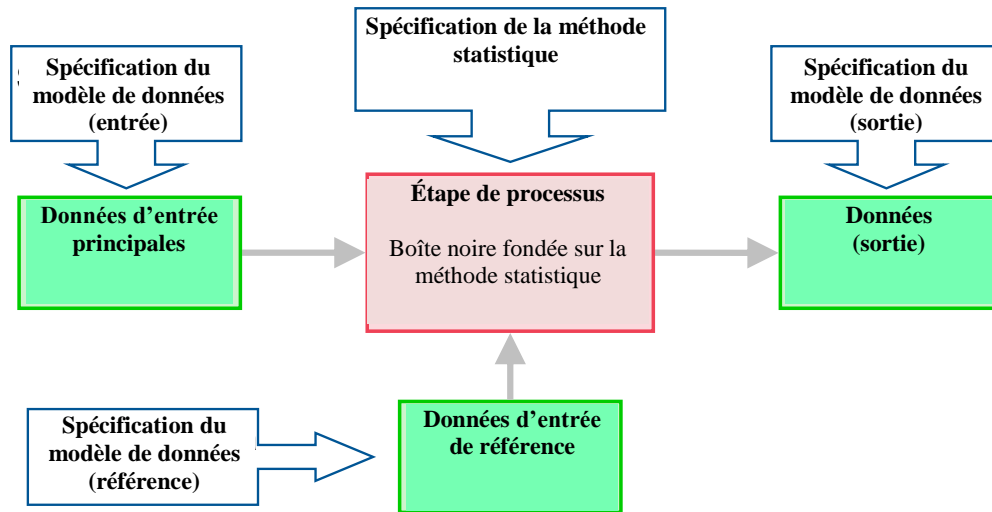 Spécification de la méthode
statistique
Spécification du
modèle de données
(entrée)
Spécification du
modèle de données
(sortie)
Données d’entrée
principales
Étape de processus
Boîte noire fondée sur la
méthode statistique
Données
(sortie)
Spécification du
modèle de données
(référence)
Données d’entrée
de référence